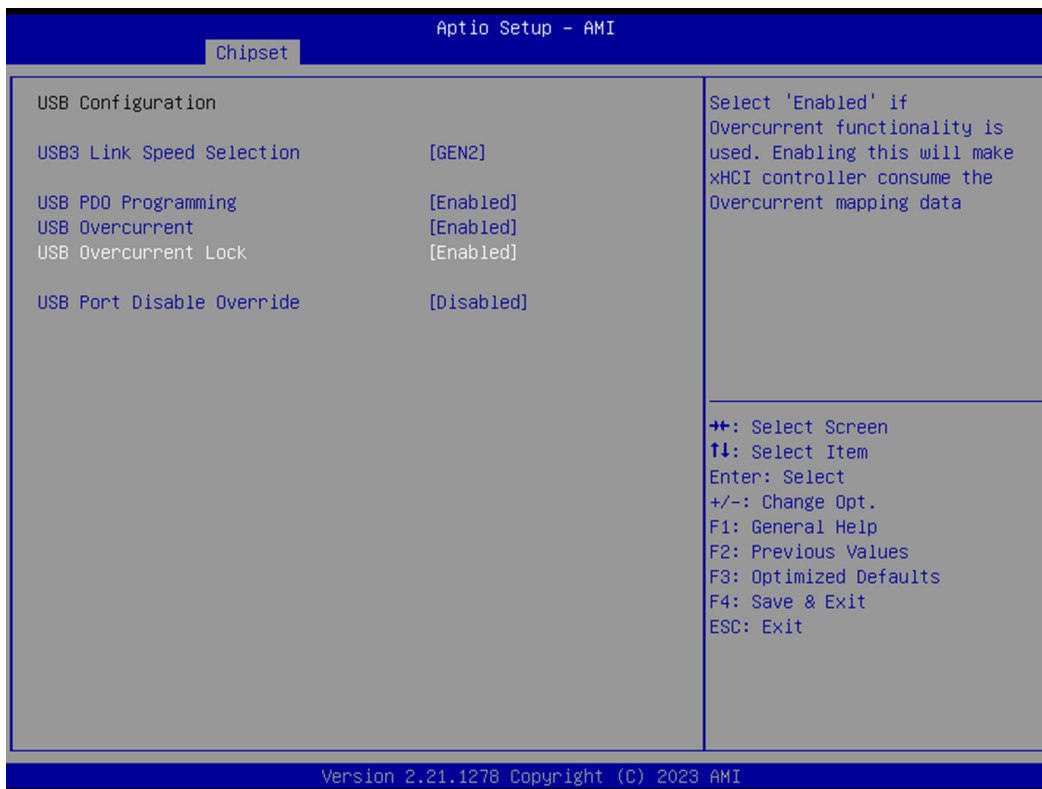 Aptio Setup – AMI
Chipset
USB Configuration
USB3 Link Speed Selection [GEN2]
USB PDO Programming [Enabled]
USB Overcurrent [Enabled]
USB Overcurrent Lock [Enabled]
USB Port Disable Override [Disabled]
Select 'Enabled' if
Overcurrent functionality is
used. Enabling this will make
xHCI controller consume the
Overcurrent mapping data
→←: Select Screen
↑↓: Select Item
Enter: Select
+/-: Change Opt.
F1: General Help
F2: Previous Values
F3: Optimized Defaults
F4: Save & Exit
ESC: Exit
Version 2.21.1278 Copyright (C) 2023 AMI